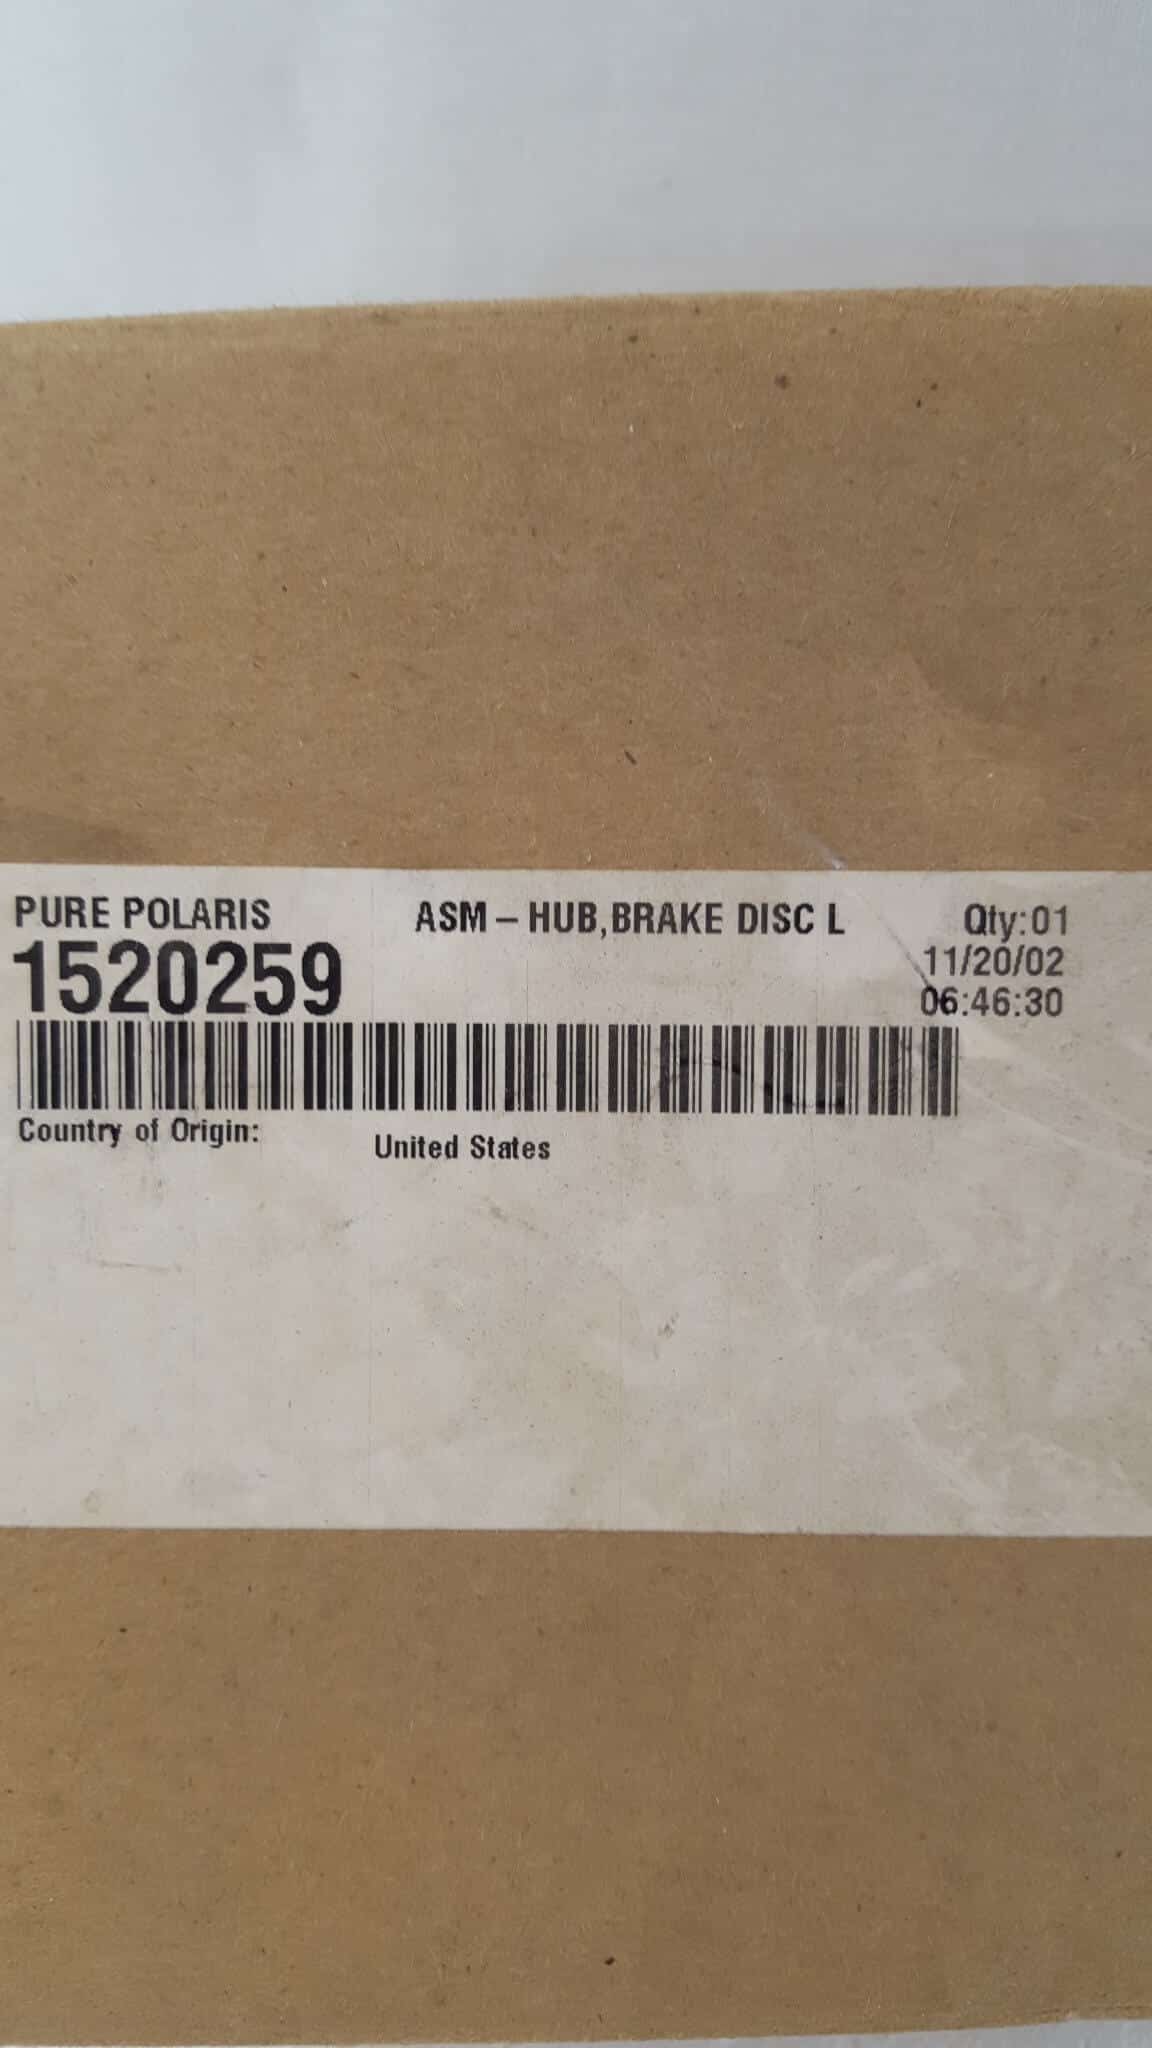 PURE POLARIS
ASM – HUB,BRAKE DISC L
Qty:01
1520259
11/20/02
06:46:30
Country of Origin:
United States